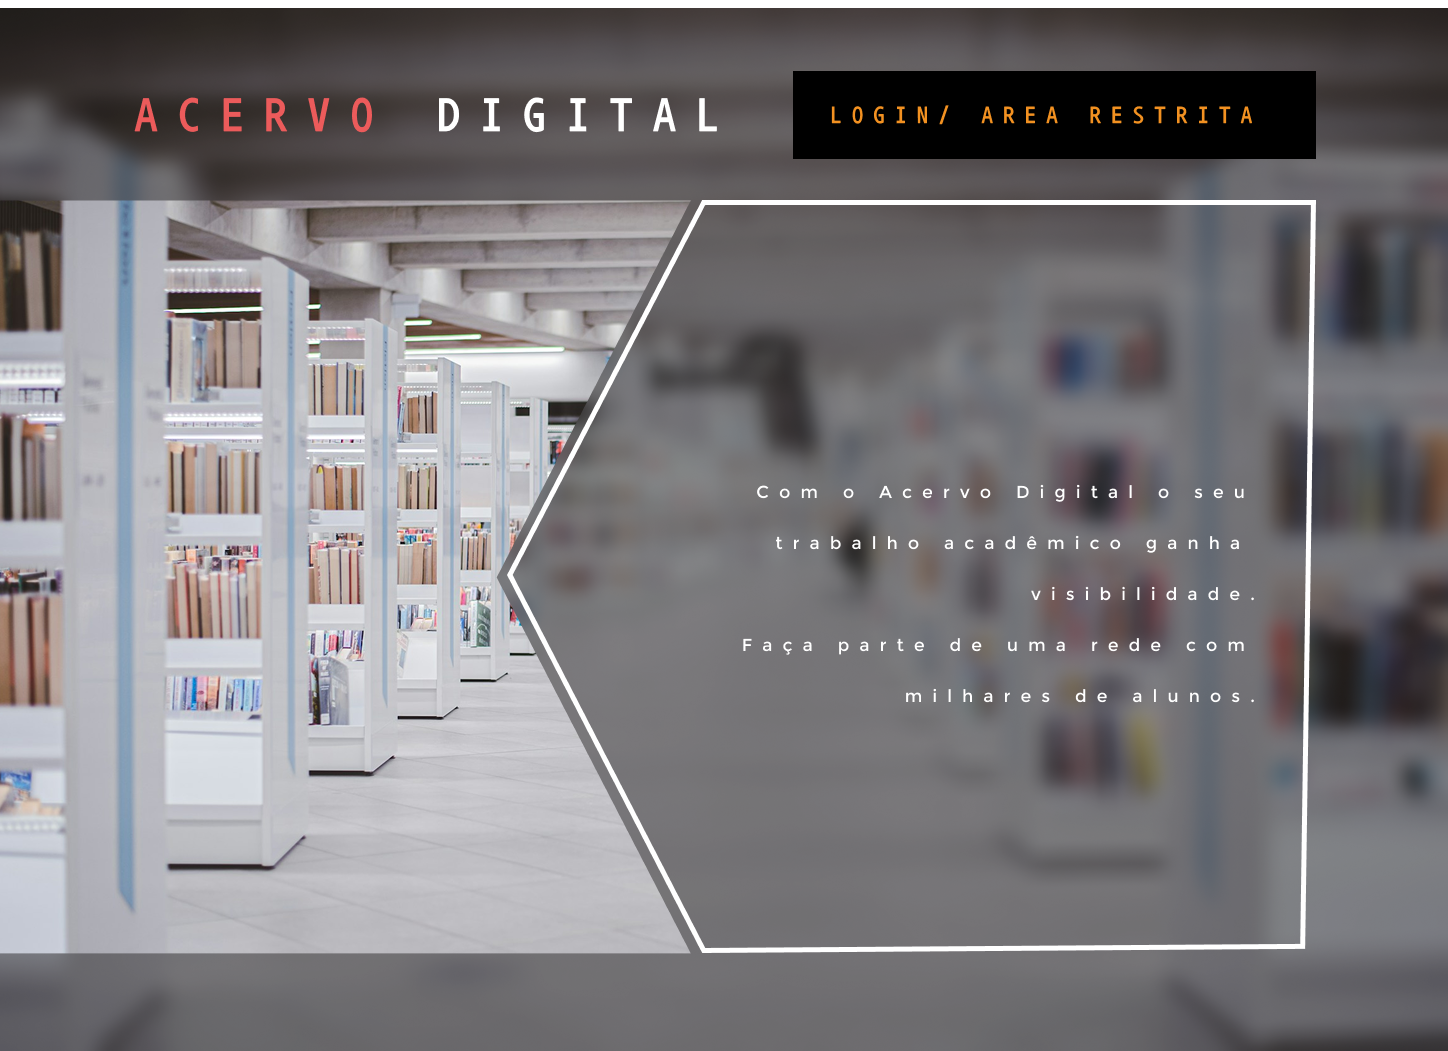 ACERVO DIGITAL
LOGIN/ AREA RESTRITA
Com o Acervo Digital o seu
trabalho acadêmico ganha
visibilidade.
Faça parte de uma rede com
milhares de alunos.